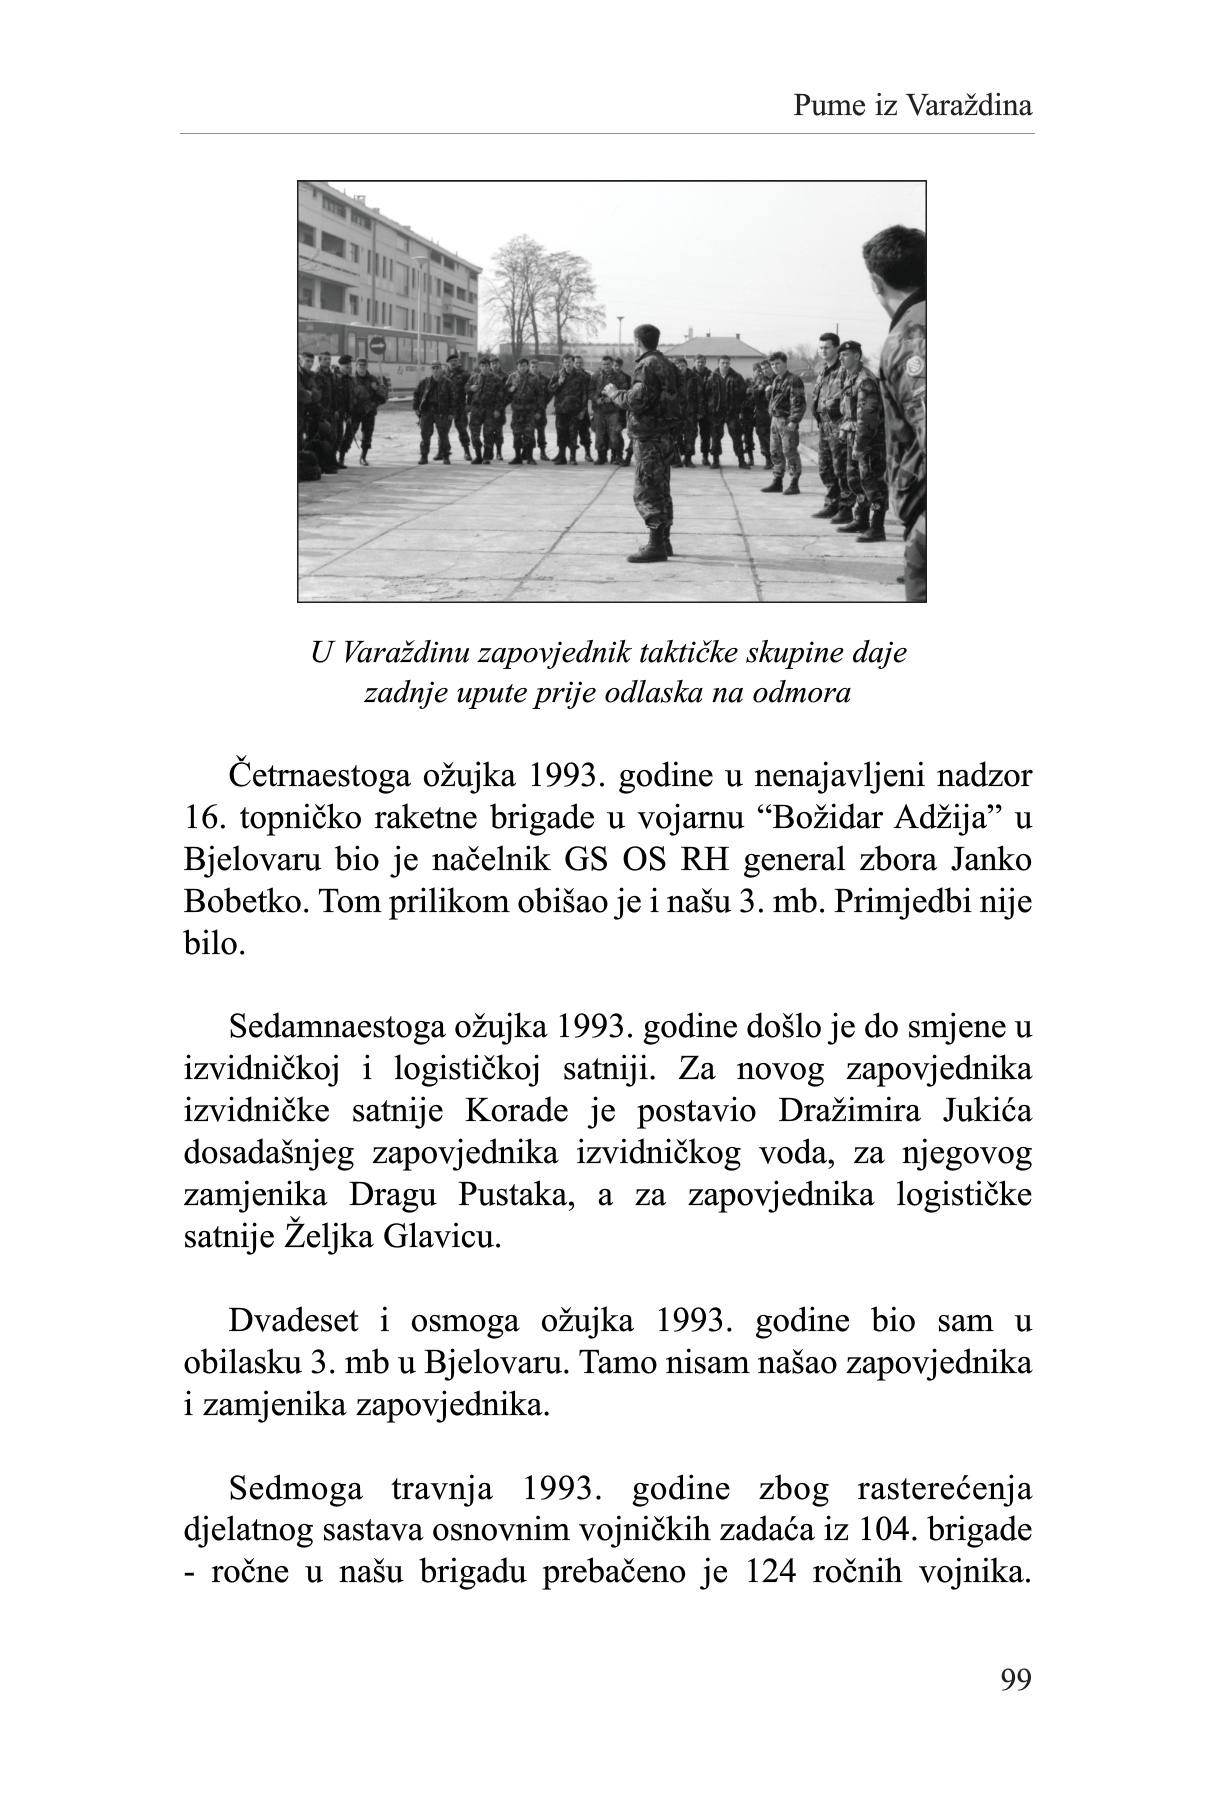 Pume iz Varaždina
U Varaždinu zapovjednik taktičke skupine daje
zadnje upute prije odlaska na odmora
Četrnaestoga ožujka 1993. godine u nenajavljeni nadzor
16. topničko raketne brigade u vojarnu “Božidar Adžija” u
Bjelovaru bio je načelnik GS OS RH general zbora Janko
Bobetko. Tom prilikom obišao je i našu 3. mb. Primjedbi nije
bilo.
Sedamnaestoga ožujka 1993. godine došlo je do smjene u
izvidničkoj i logističkoj satniji. Za novog zapovjednika
izvidničke satnije Korade je postavio Dražimira Jukića
dosadašnjeg zapovjednika izvidničkog voda, za njegovog
zamjenika Dragu Pustaka, a za zapovjednika logističke
satnije Željka Glavicu.
Dvadeset i osmoga ožujka 1993. godine bio sam u
obilasku 3. mb u Bjelovaru. Tamo nisam našao zapovjednika
i zamjenika zapovjednika.
Sedmoga travnja 1993. godine zbog rasterećenja
djelatnog sastava osnovnim vojničkih zadaća iz 104. brigade
- ročne u našu brigadu prebačeno je 124 ročnih vojnika.
99